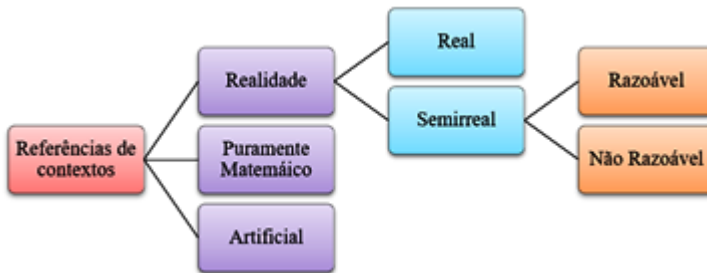 Referências de
contextos
Realidade
Puramente
Matemáico
Artificial
Real
Semirreal
Razoável
Não Razoável